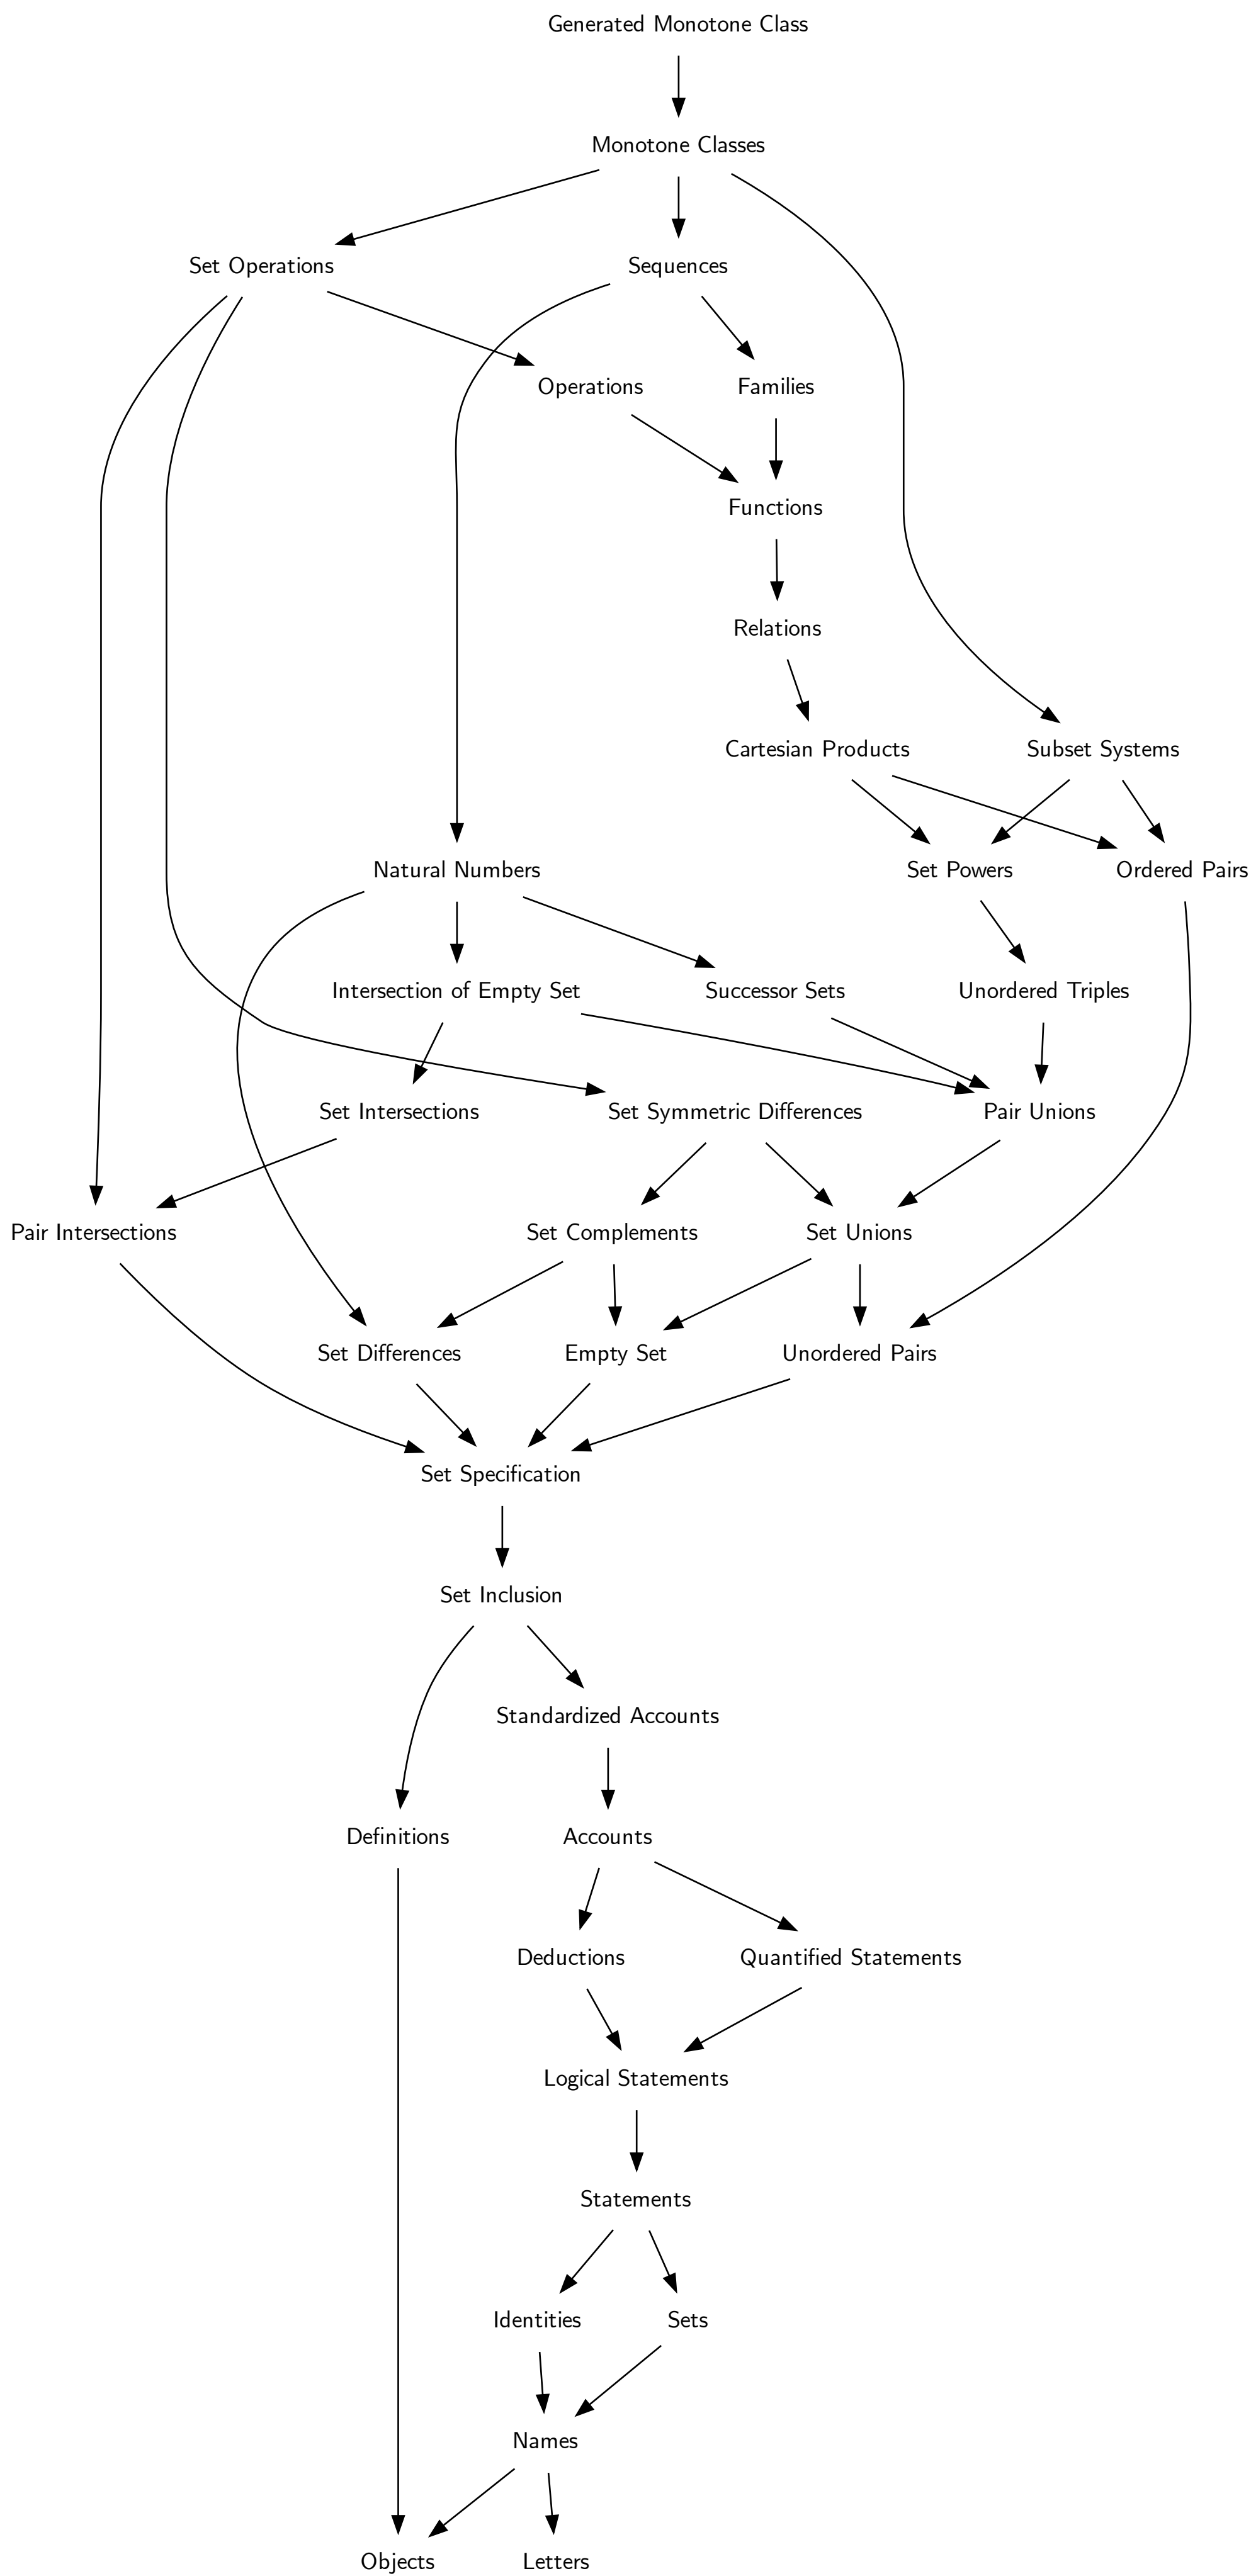 Generated Monotone Class
Monotone Classes
Set Operations
Sequences
Operations
Families
Functions
Relations
Cartesian Products
Subset Systems
Natural Numbers
Set Powers
Ordered Pairs
Intersection of Empty Set
Successor Sets
Unordered Triples
Set Intersections
Set Symmetric Differences
Pair Unions
Pair Intersections
Set Complements
Set Unions
Set Differences
Empty Set
Unordered Pairs
Set Specification
Set Inclusion
Standardized Accounts
Definitions
Accounts
Deductions
Quantified Statements
Logical Statements
Statements
Identities
Sets
Names
Objects
Letters